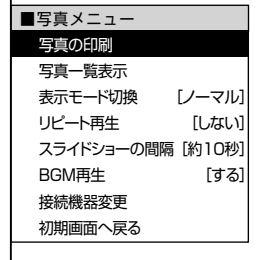 ■写真メニュー
写真の印刷
写真一覧表示
表示モード切換 [ノーマル]
リピート再生 [しない]
スライドショーの間隔 [約10秒]
BGM再生 [する]
接続機器変更
初期画面へ戻る